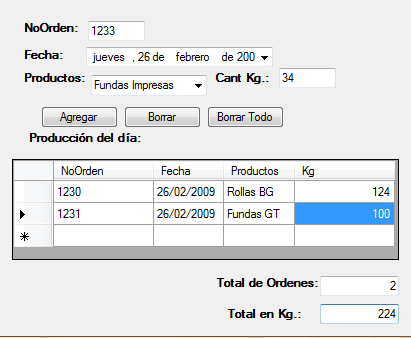 NoOrden: 1233
Fecha: jueves , 26 de febrero de 200
Productos: Fundas Impresas Cant Kg.: 34
Agregar Borrar Borrar Todo
Producción del día:
NoOrden Fecha Productos Kg
1230 26/02/2009 Rollas BG 124
1231 26/02/2009 Fundas GT 100
Total de Ordenes: 2
Total en Kg.: 224